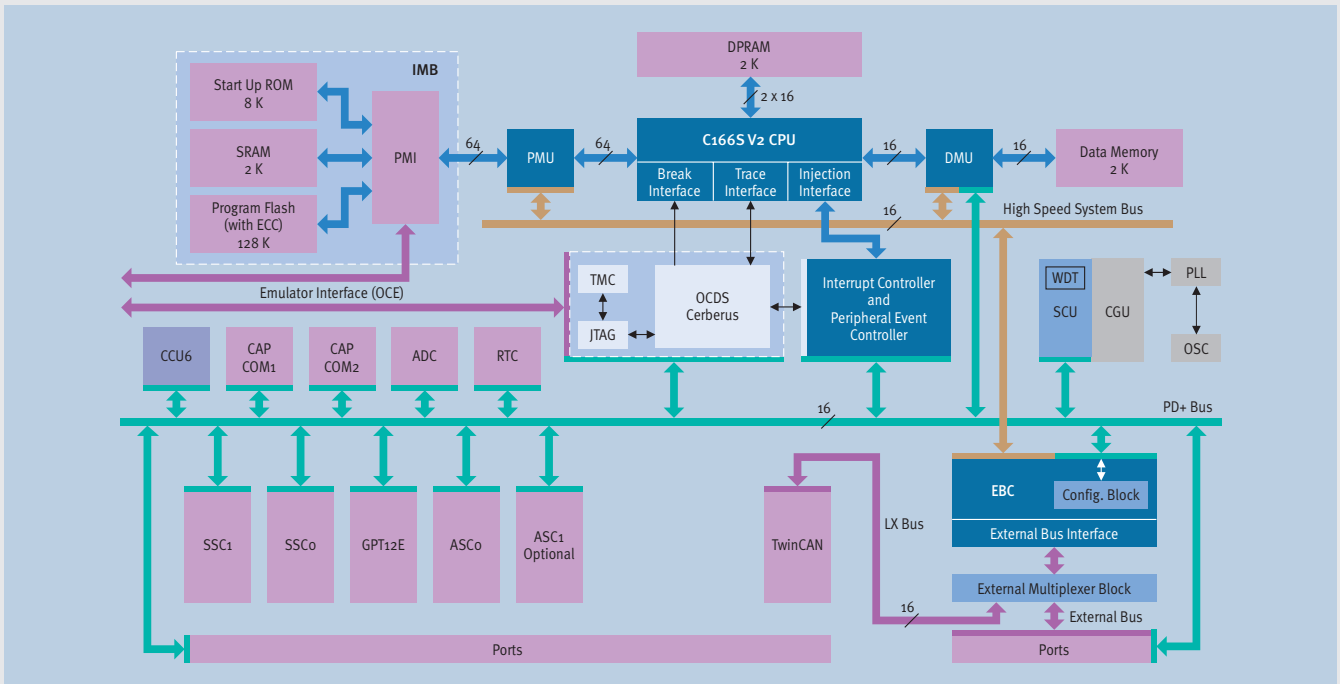 DPRAM
2 K
IMB
Start Up ROM
8 K
2 x 16
SRAM
2 K
PMI
64
PMU
64
C166S V2 CPU
Break
Interface
Trace
Interface
Injection
Interface
16
DMU
16
Data Memory
2 K
Program Flash
(with ECC)
128 K
16
High Speed System Bus
Emulator Interface (OCE)
TMC
JTAG
OCDS
Cerberus
Interrupt Controller
and
Peripheral Event
Controller
WDT
SCU
CGU
PLL
OSC
CCU6
CAP
COM1
CAP
COM2
ADC
RTC
16
PD+ Bus
SSC1
SSC0
GPT12E
ASC0
ASC1
Optional
TwinCAN
LX Bus
EBC
Config. Block
External Bus Interface
External Multiplexer Block
16
External Bus
Ports
Ports